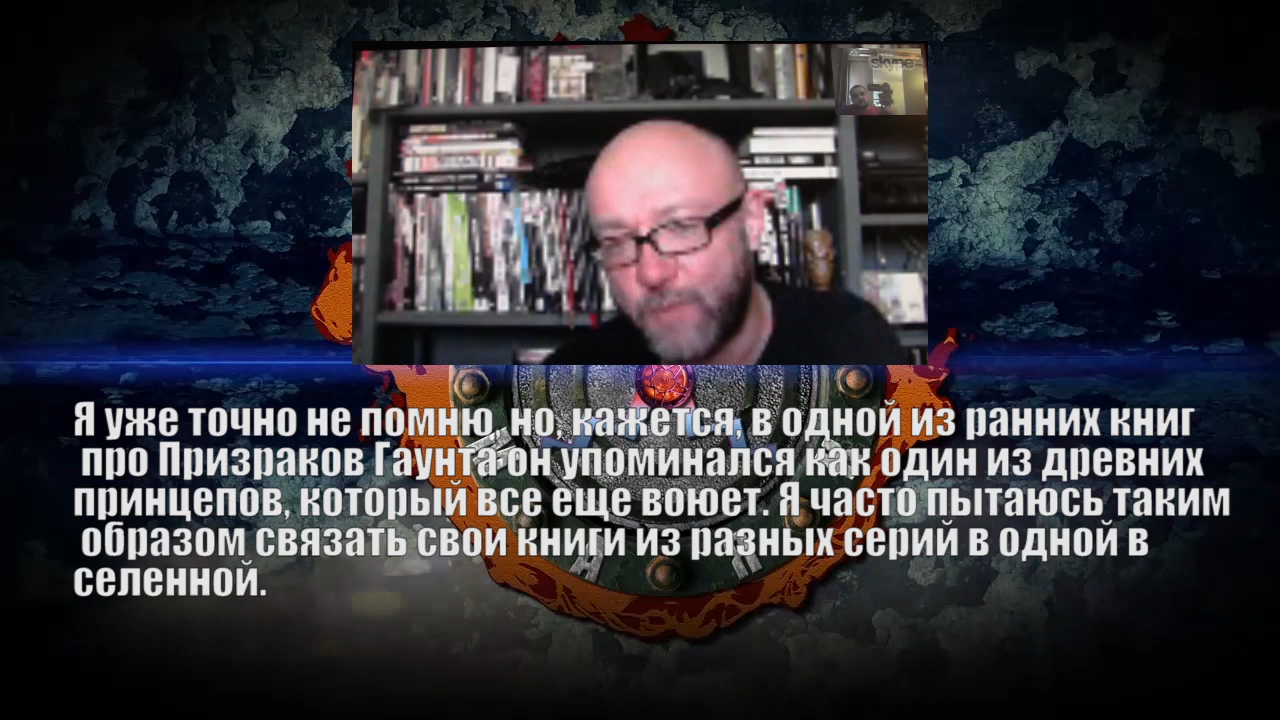 skype
Я уже точно не помню, но, кажется, в одной из ранних книг
про Призраков Гаунта он упоминался как один из древних
принцепов, который все еще воюет. Я часто пытаюсь таким
образом связать свои книги из разных серий в одной в
селенной.